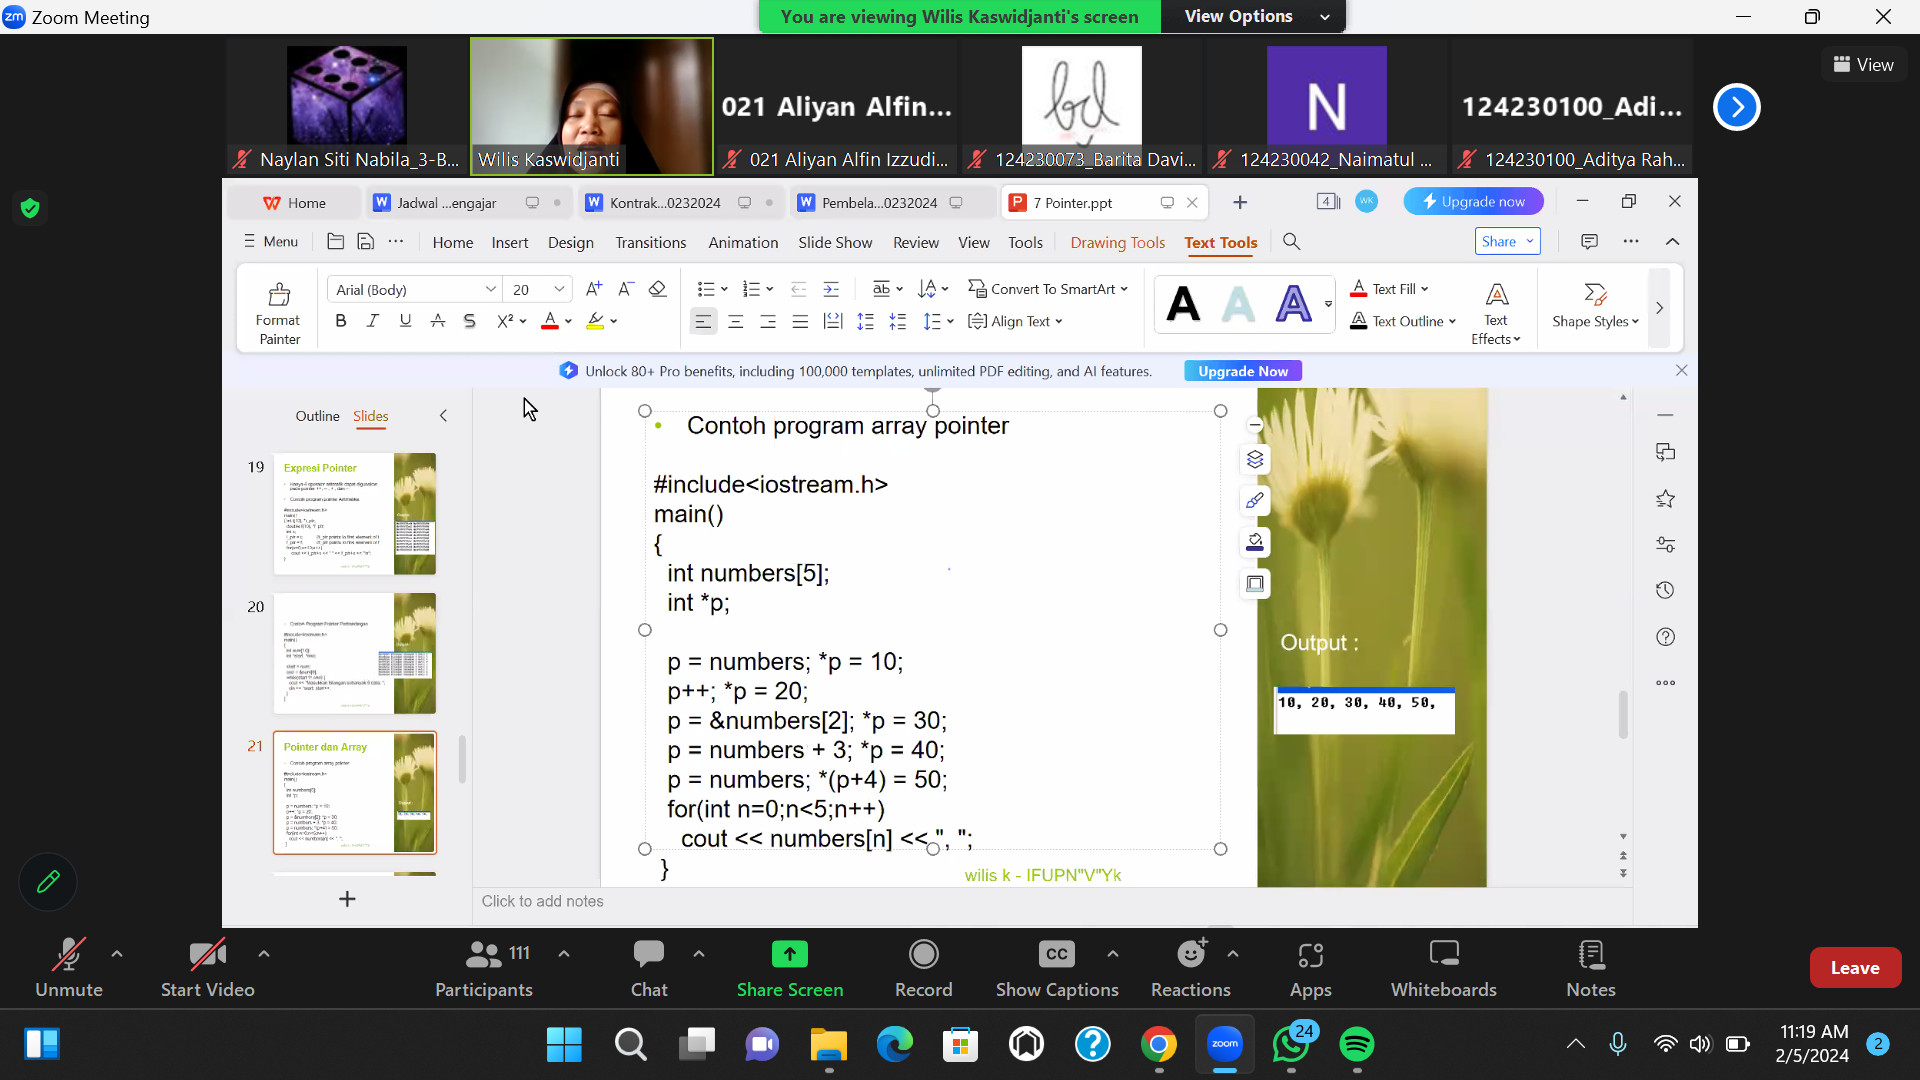 Zoom Meeting
You are viewing Wilis Kaswidjanti's screen
View Options
View
021 Aliyan Alfin...
N
124230100_Adi...
Naylan Siti Nabila_3-B...
Wilis Kaswidjanti
021 Aliyan Alfin Izzudi...
124230073_Barita Davi...
124230042_Naimatul ...
124230100_Aditya Rah...
Home
Jadwal ...engajar
Kontrak...0232024
Pembela...0232024
7 Pointer.ppt
WK
Upgrade now
Menu
Home
Insert
Design
Transitions
Animation
Slide Show
Review
View
Tools
Drawing Tools
Text Tools
Share
Format
Painter
Arial (Body)
20
Convert To SmartArt
Align Text
Text Fill
Text Outline
Text
Effects
Shape Styles
Unlock 80+ Pro benefits, including 100,000 templates, unlimited PDF editing, and AI features.
Upgrade Now
Outline
Slides
19
Expresi Pointer
20
21
Pointer dan Array
• Contoh program array pointer
#include<iostream.h>
main()
{
int numbers[5];
int *p;
p = numbers; *p = 10;
p++; *p = 20;
p = &numbers[2]; *p = 30;
p = numbers + 3; *p = 40;
p = numbers; *(p+4) = 50;
for(int n=0;n<5;n++)
cout << numbers[n] << ", ";
}
wilis k - IFUPN"V"Yk
Output :
10, 20, 30, 40, 50,
Click to add notes
Unmute
Start Video
Participants
111
Chat
Share Screen
Record
CC
Show Captions
Reactions
Apps
Whiteboards
Notes
Leave
zoom
24
11:19 AM
2/5/2024
2